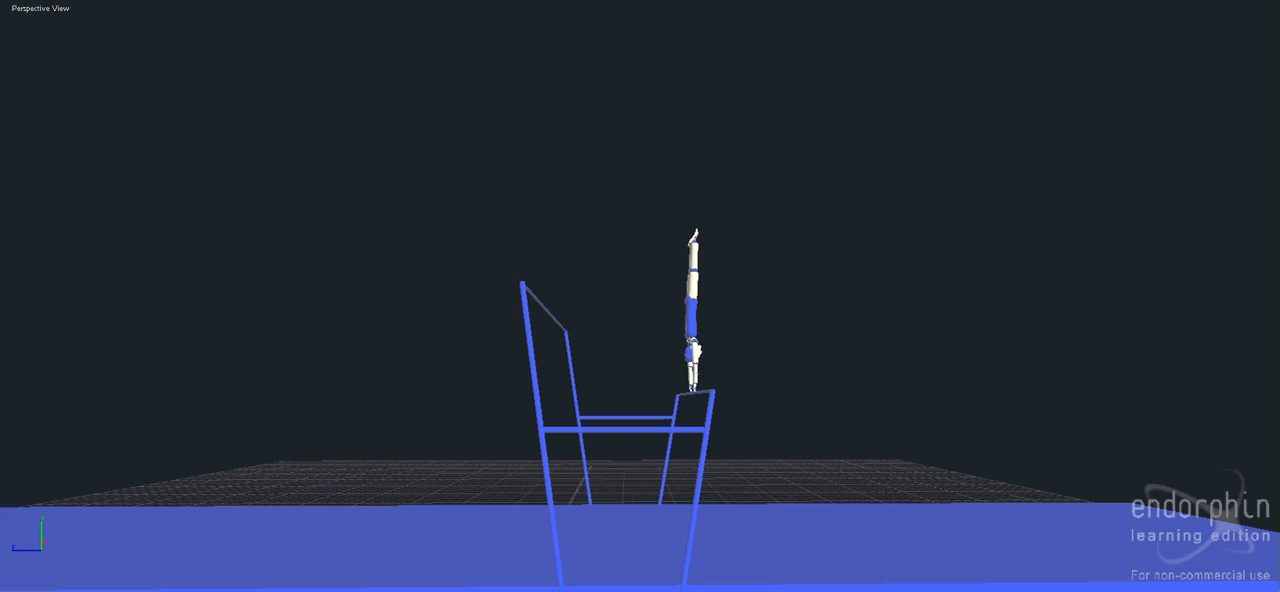 Perspective View
endorphin
learning edition
For non-commercial use